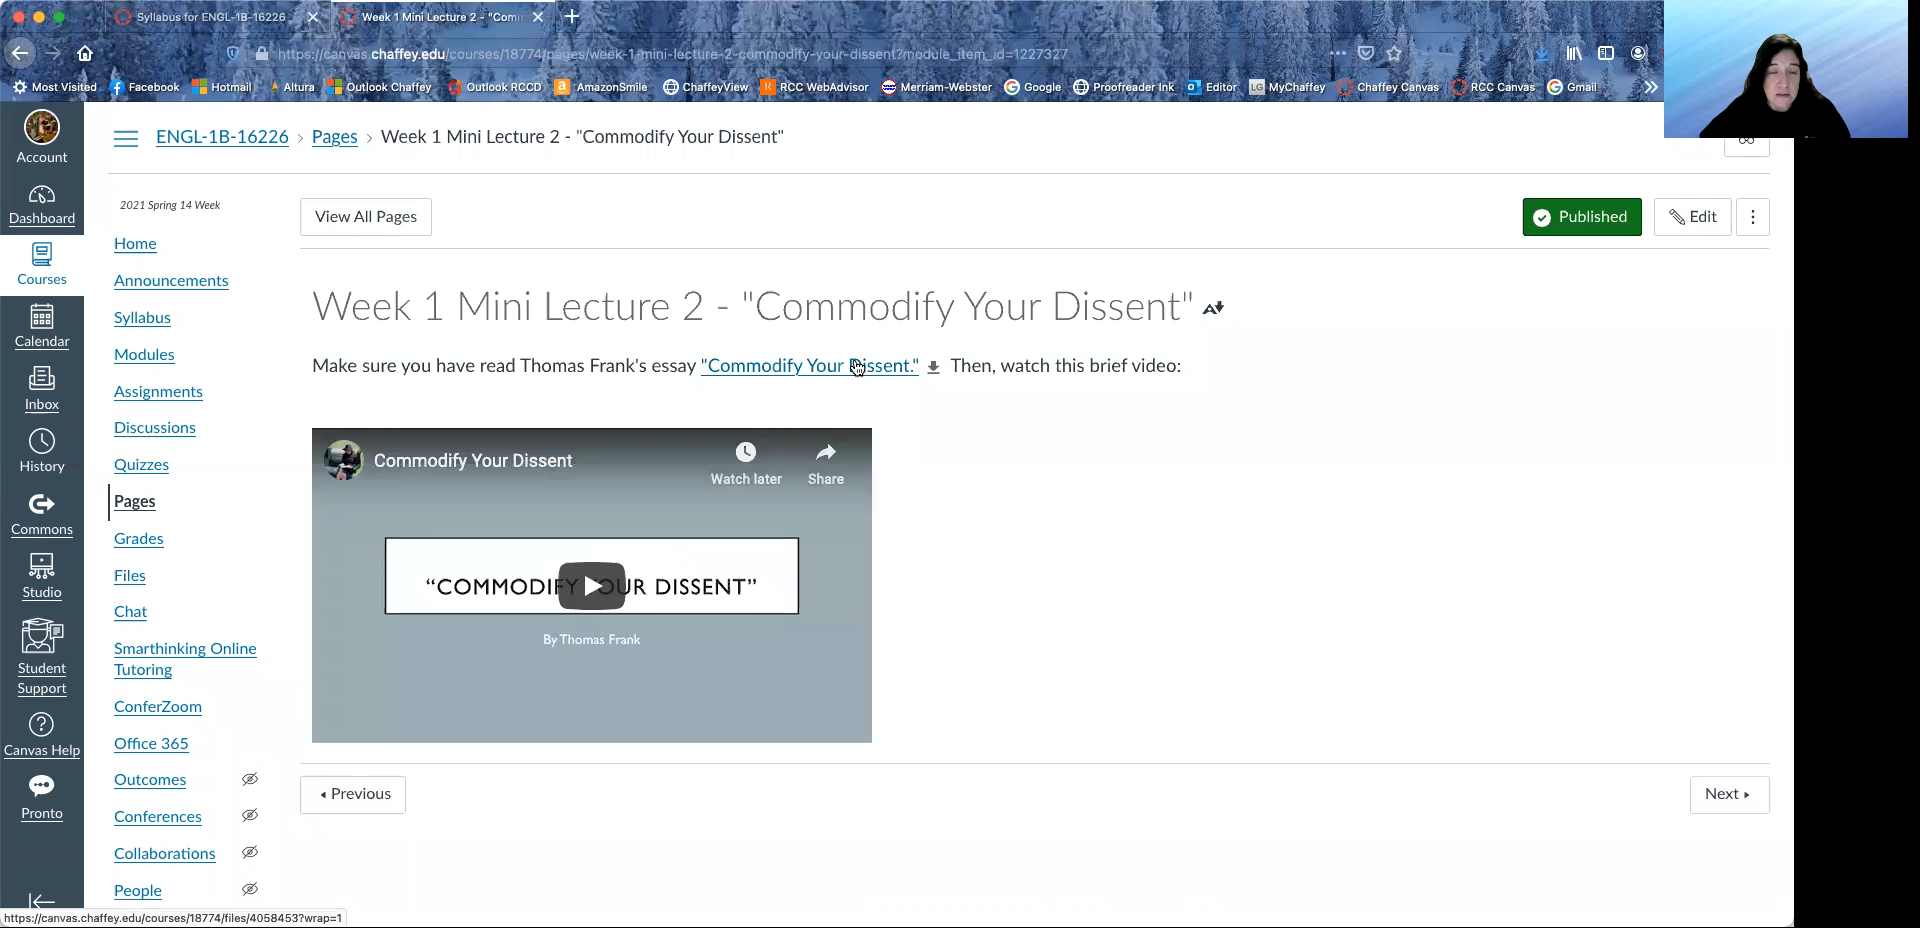 Syllabus for ENGL-1B-16226
Week 1 Mini Lecture 2 - "Com
https://canvas.chaffey.edu/courses/18774/pages/week-1-mini-lecture-2-commodify-your-dissent?module_item_id=1227327
Most Visited Facebook Hotmail Altura Outlook Chaffey Outlook RCCD AmazonSmile ChaffeyView RCC WebAdvisor Merriam-Webster Google Proofreader Ink Editor MyChaffey Chaffey Canvas RCC Canvas Gmail
Account
Dashboard
Courses
Calendar
Inbox
History
Commons
Studio
Student
Support
Canvas Help
Pronto
ENGL-1B-16226 › Pages › Week 1 Mini Lecture 2 - "Commodify Your Dissent"
2021 Spring 14 Week
Home
Announcements
Syllabus
Modules
Assignments
Discussions
Quizzes
Pages
Grades
Files
Chat
Smarthinking Online
Tutoring
ConferZoom
Office 365
Outcomes
Conferences
Collaborations
People
View All Pages
Published
Edit
Week 1 Mini Lecture 2 - "Commodify Your Dissent"
Make sure you have read Thomas Frank's essay "Commodify Your Dissent." Then, watch this brief video:
Commodify Your Dissent
Watch later
Share
“COMMODIFY YOUR DISSENT”
By Thomas Frank
Previous
Next
https://canvas.chaffey.edu/courses/18774/files/4058453?wrap=1